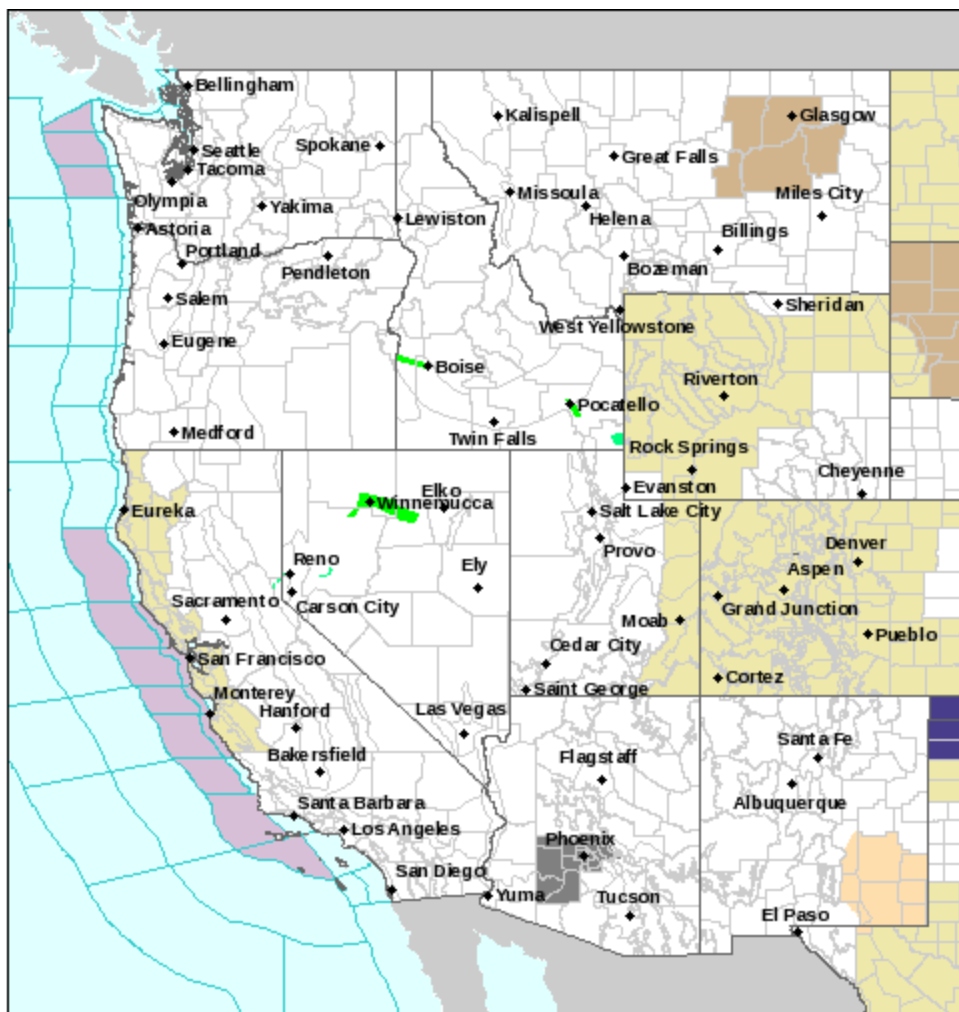 Bellingham
Kalispell
Glasgow
Seattle
Spokane
Great Falls
Tacoma
Missoula
Miles City
Olympia
Yakima
Lewiston
Helena
Astoria
Billings
Portland
Pendleton
Bozeman
Salem
Sheridan
West Yellowstone
Eugene
Boise
Riverton
Pocatello
Medford
Twin Falls
Rock Springs
Cheyenne
Elko
Evanston
Winnemucca
Eureka
Salt Lake City
Denver
Provo
Reno
Ely
Aspen
Sacramento
Carson City
Grand Junction
Moab
Pueblo
Cedar City
San Francisco
Cortez
Saint George
Monterey
Hanford
Las Vegas
Santa Fe
Bakersfield
Flagstaff
Santa Barbara
Albuquerque
Los Angeles
Phoenix
San Diego
Yuma
Tucson
El Paso